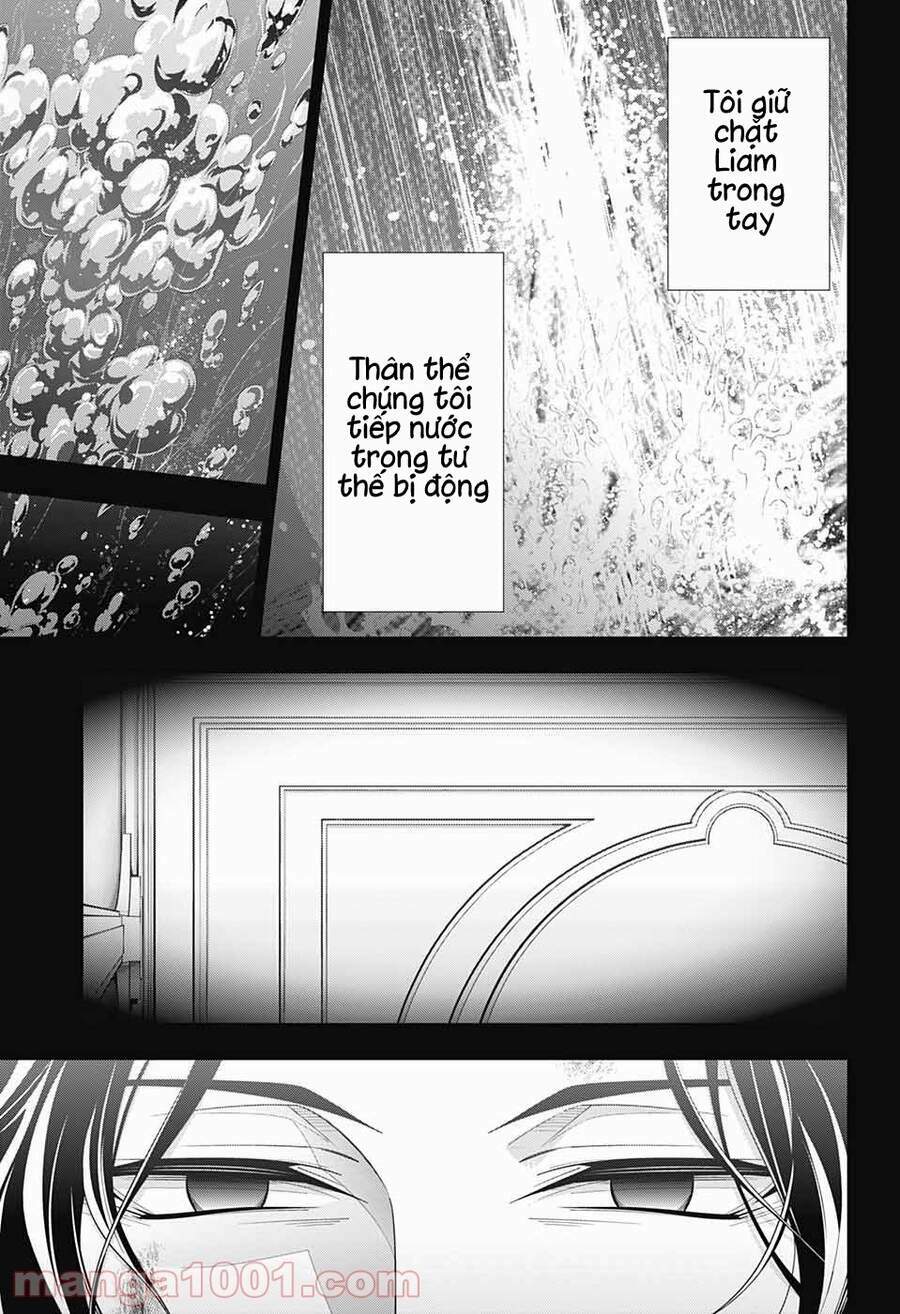 Tôi giữ
chặt
Liam
trong
tay
Thân thể
chúng tôi
tiếp nước
trong tư
thế bị động
manga1001.com